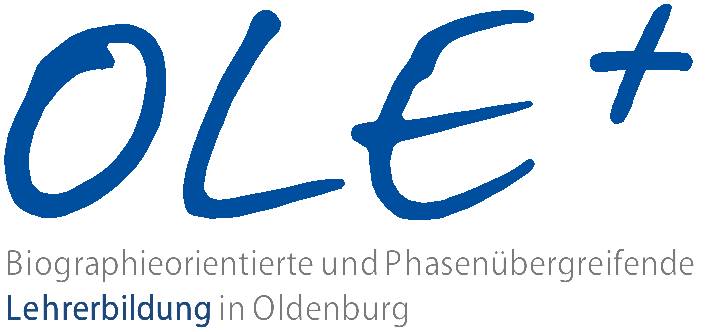 OLE+
Biographieorientierte und Phasenübergreifende
Lehrerbildung in Oldenburg